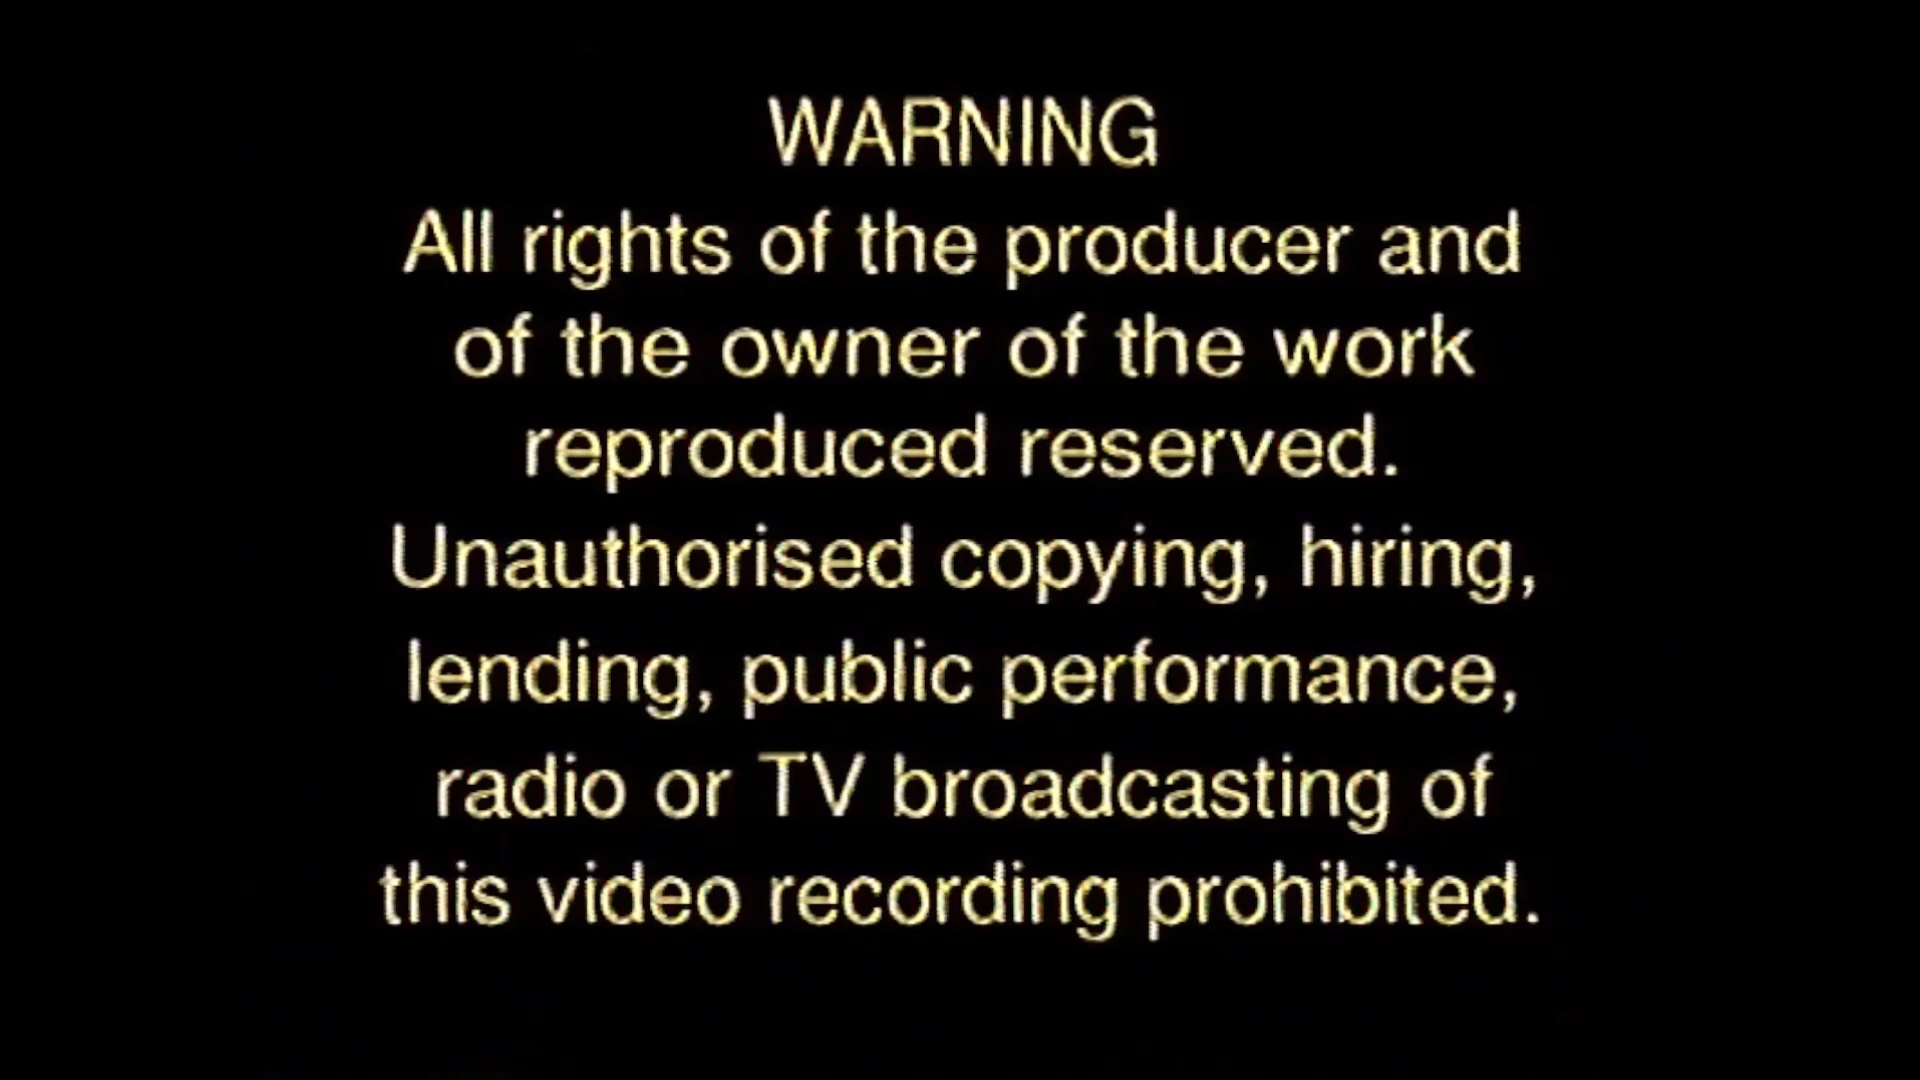 WARNING
All rights of the producer and
of the owner of the work
reproduced reserved.
Unauthorised copying, hiring,
lending, public performance,
radio or TV broadcasting of
this video recording prohibited.